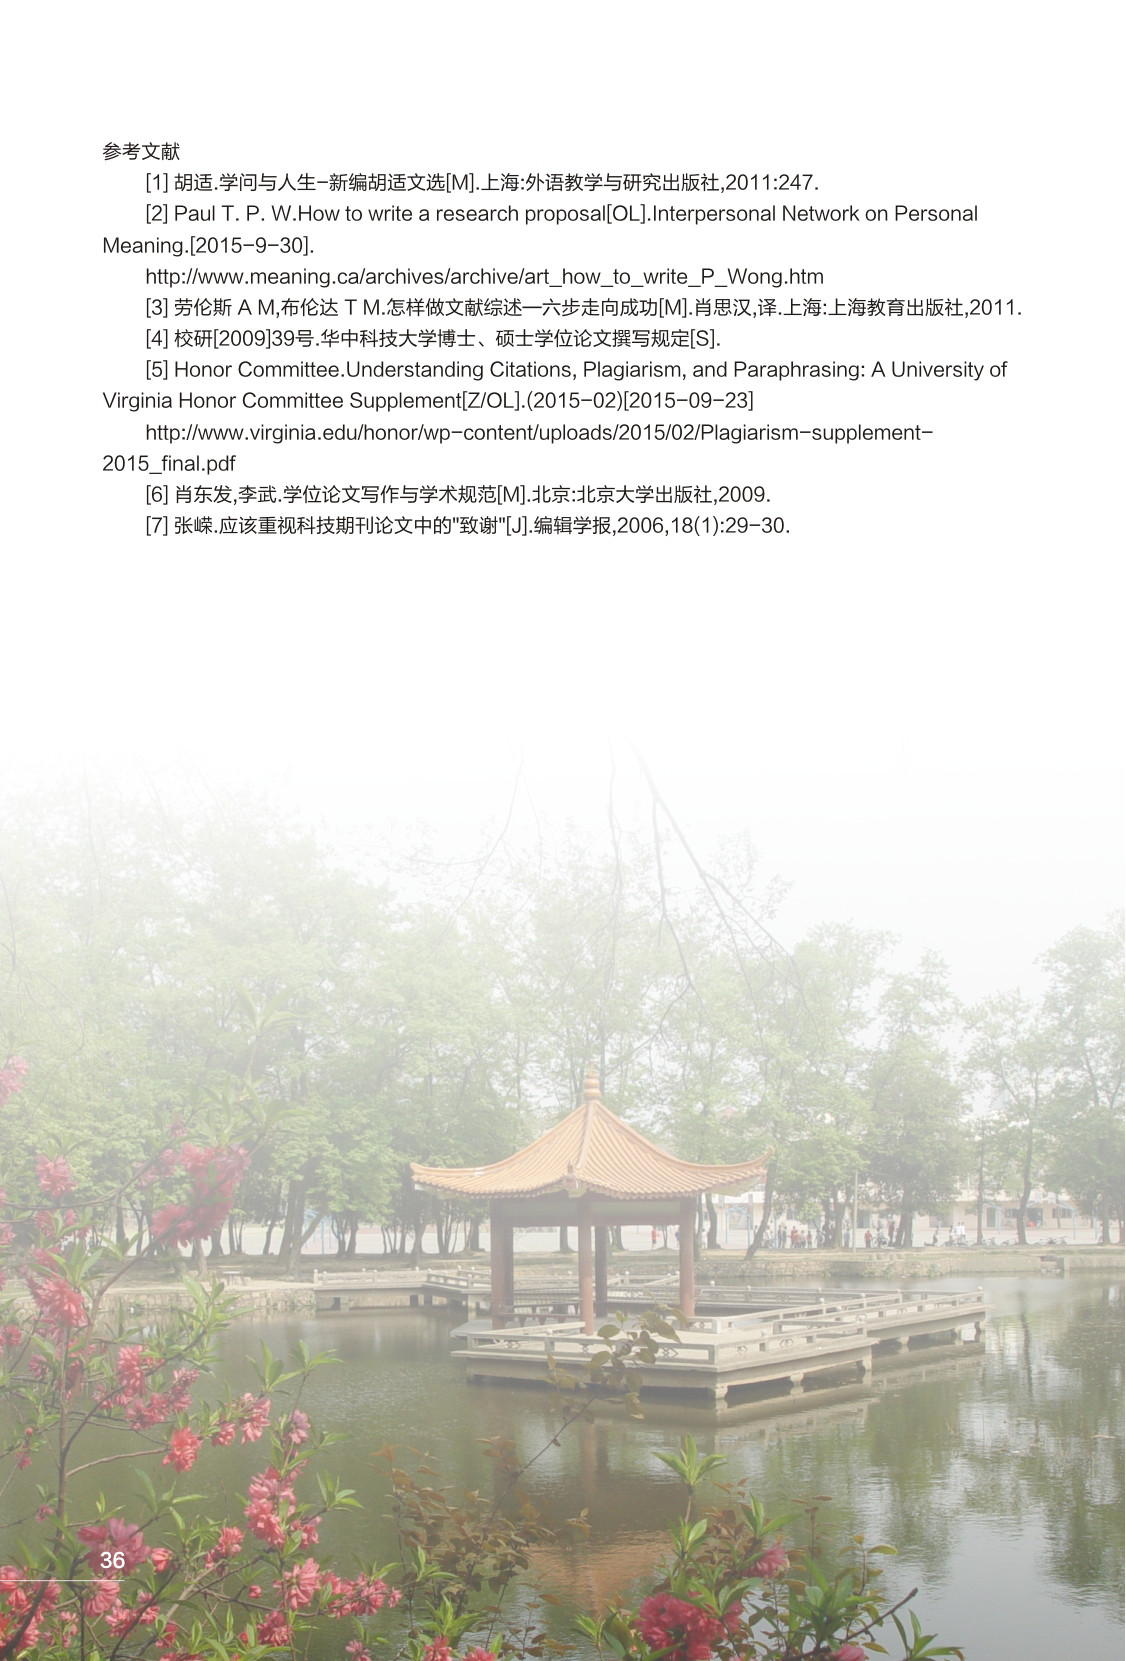 参考文献
[1] 胡适.学问与人生-新编胡适文选[M].上海:外语教学与研究出版社,2011:247.
[2] Paul T. P. W.How to write a research proposal[OL].Interpersonal Network on Personal
Meaning.[2015-9-30].
http://www.meaning.ca/archives/archive/art_how_to_write_P_Wong.htm
[3] 劳伦斯 A M,布伦达 T M.怎样做文献综述—六步走向成功[M].肖思汉,译.上海:上海教育出版社,2011.
[4] 校研[2009]39号.华中科技大学博士、硕士学位论文撰写规定[S].
[5] Honor Committee.Understanding Citations, Plagiarism, and Paraphrasing: A University of
Virginia Honor Committee Supplement[Z/OL].(2015-02)[2015-09-23]
http://www.virginia.edu/honor/wp-content/uploads/2015/02/Plagiarism-supplement-
2015_final.pdf
[6] 肖东发,李武.学位论文写作与学术规范[M].北京:北京大学出版社,2009.
[7] 张嵘.应该重视科技期刊论文中的"致谢"[J].编辑学报,2006,18(1):29-30.
36